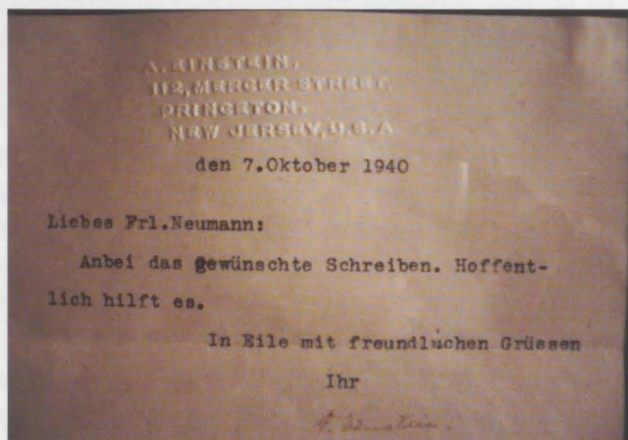 A. EINSTEIN,
112, MERCER STREET,
PRINCETON,
NEW JERSEY, U.S.A
den 7.Oktober 1940
Liebes Frl.Neumann:
Anbei das gewünschte Schreiben. Hoffent-
lich hilft es.
In Eile mit freundluchen Grüssen
Ihr
A. Einstein.